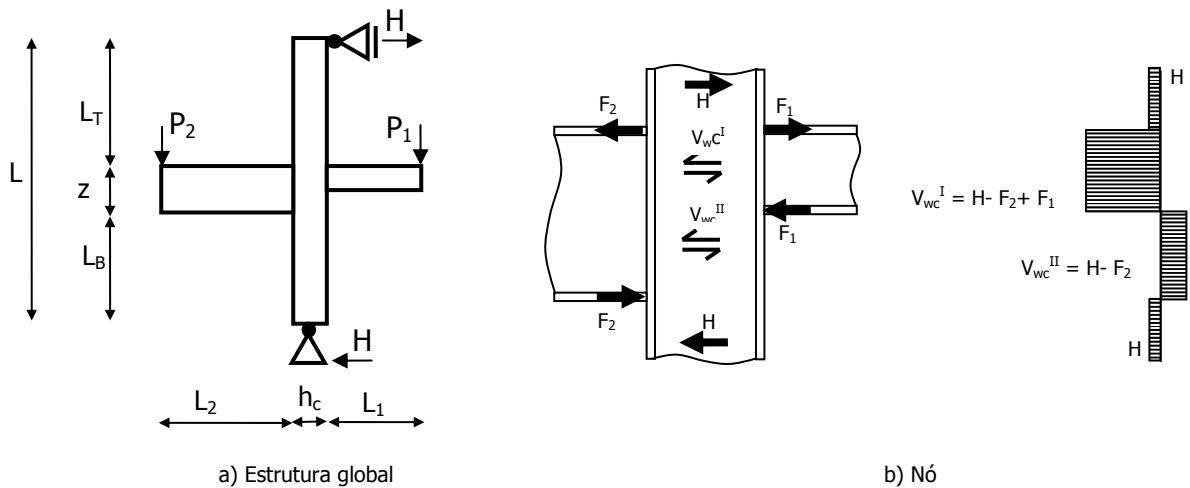 H
L_T
P_2
P_1
L
z
L_B
H
L_2
h_c
L_1
a) Estrutura global
H
F_2
F_1
V_wc^I
V_wc^II
F_1
F_2
H
b) Nó
V_wc^I = H- F_2+ F_1
V_wc^II = H- F_2
H
H